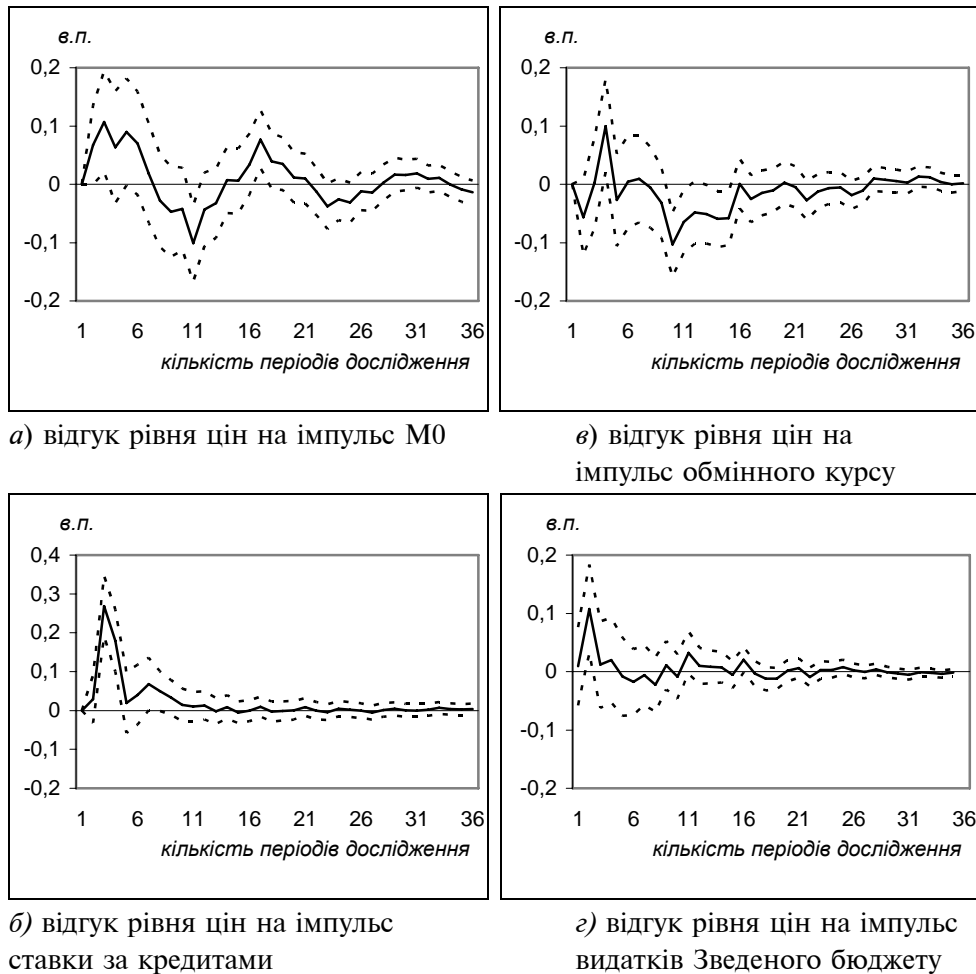 в.п.
0,2
0,1
0
-0,1
-0,2
1 6 11 16 21 26 31 36
кількість періодів дослідження
а) відгук рівня цін на імпульс М0
в.п.
0,2
0,1
0
-0,1
-0,2
1 6 11 16 21 26 31 36
кількість періодів дослідження
в) відгук рівня цін на
імпульс обмінного курсу
в.п.
0,4
0,3
0,2
0,1
0
-0,1
-0,2
1 6 11 16 21 26 31 36
кількість періодів дослідження
б) відгук рівня цін на імпульс
ставки за кредитами
в.п.
0,2
0,1
0
-0,1
-0,2
1 6 11 16 21 26 31 36
кількість періодів дослідження
г) відгук рівня цін на імпульс
видатків Зведеного бюджету